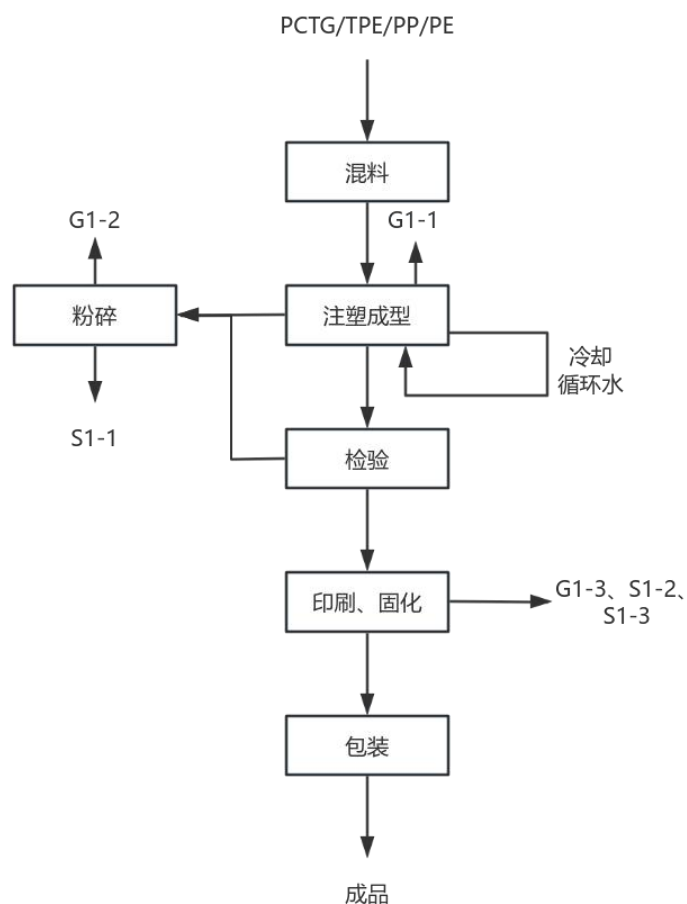 PCTG/TPE/PP/PE
混料
G1-2
G1-1
粉碎
注塑成型
冷却
循环水
S1-1
检验
印刷、固化
G1-3、S1-2、
S1-3
包装
成品